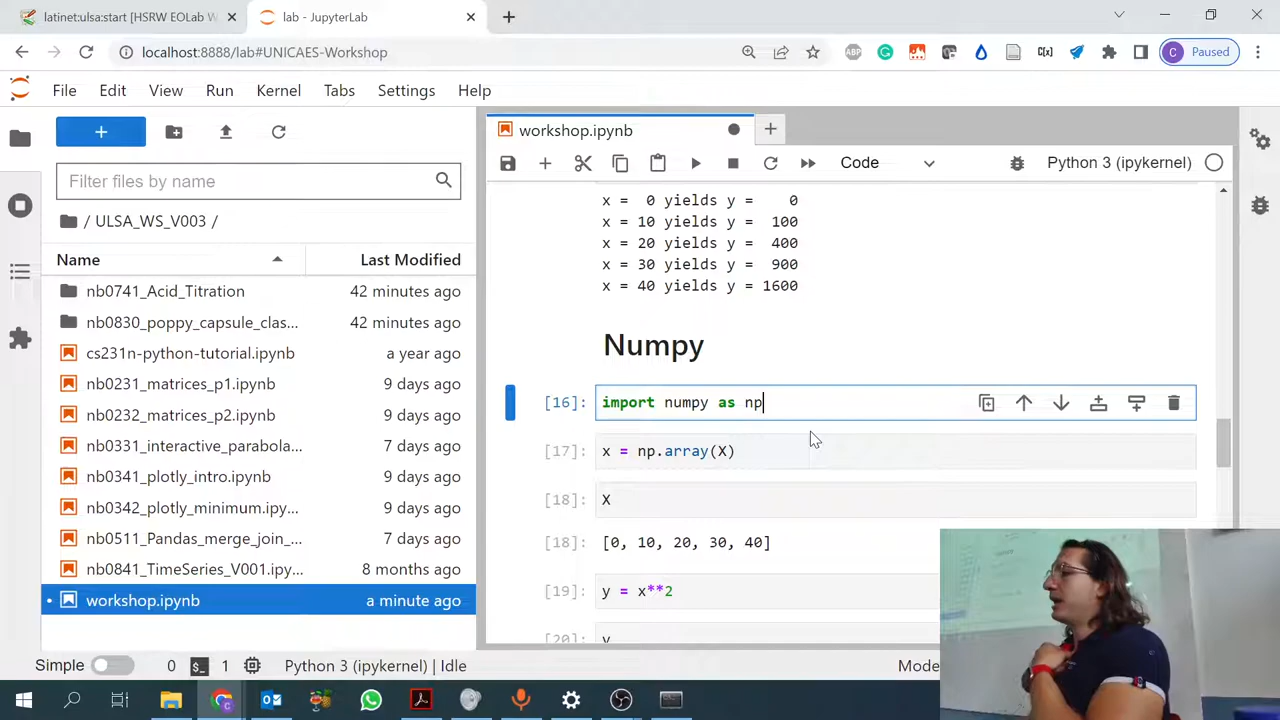 latinet:ulsa:start [HSRW EOLab W
lab - JupyterLab
localhost:8888/lab#UNICAES-Workshop
ABP
C[x]
C Paused
File Edit View Run Kernel Tabs Settings Help
Filter files by name
/ ULSA_WS_V003 /
Name Last Modified
nb0741_Acid_Titration 42 minutes ago
nb0830_poppy_capsule_clas... 42 minutes ago
cs231n-python-tutorial.ipynb a year ago
nb0231_matrices_p1.ipynb 9 days ago
nb0232_matrices_p2.ipynb 9 days ago
nb0331_interactive_parabola... 7 days ago
nb0341_plotly_intro.ipynb 9 days ago
nb0342_plotly_minimum.ipy... 9 days ago
nb0511_Pandas_merge_join_... 7 days ago
nb0841_TimeSeries_V001.ipy... 8 months ago
workshop.ipynb a minute ago
workshop.ipynb
Code Python 3 (ipykernel)
x =  0 yields y =    0
x = 10 yields y =  100
x = 20 yields y =  400
x = 30 yields y =  900
x = 40 yields y = 1600
Numpy
[16]: import numpy as np
[17]: x = np.array(X)
[18]: X
[18]: [0, 10, 20, 30, 40]
[19]: y = x**2
[20]: y
Simple 0 1 Python 3 (ipykernel) | Idle Mode